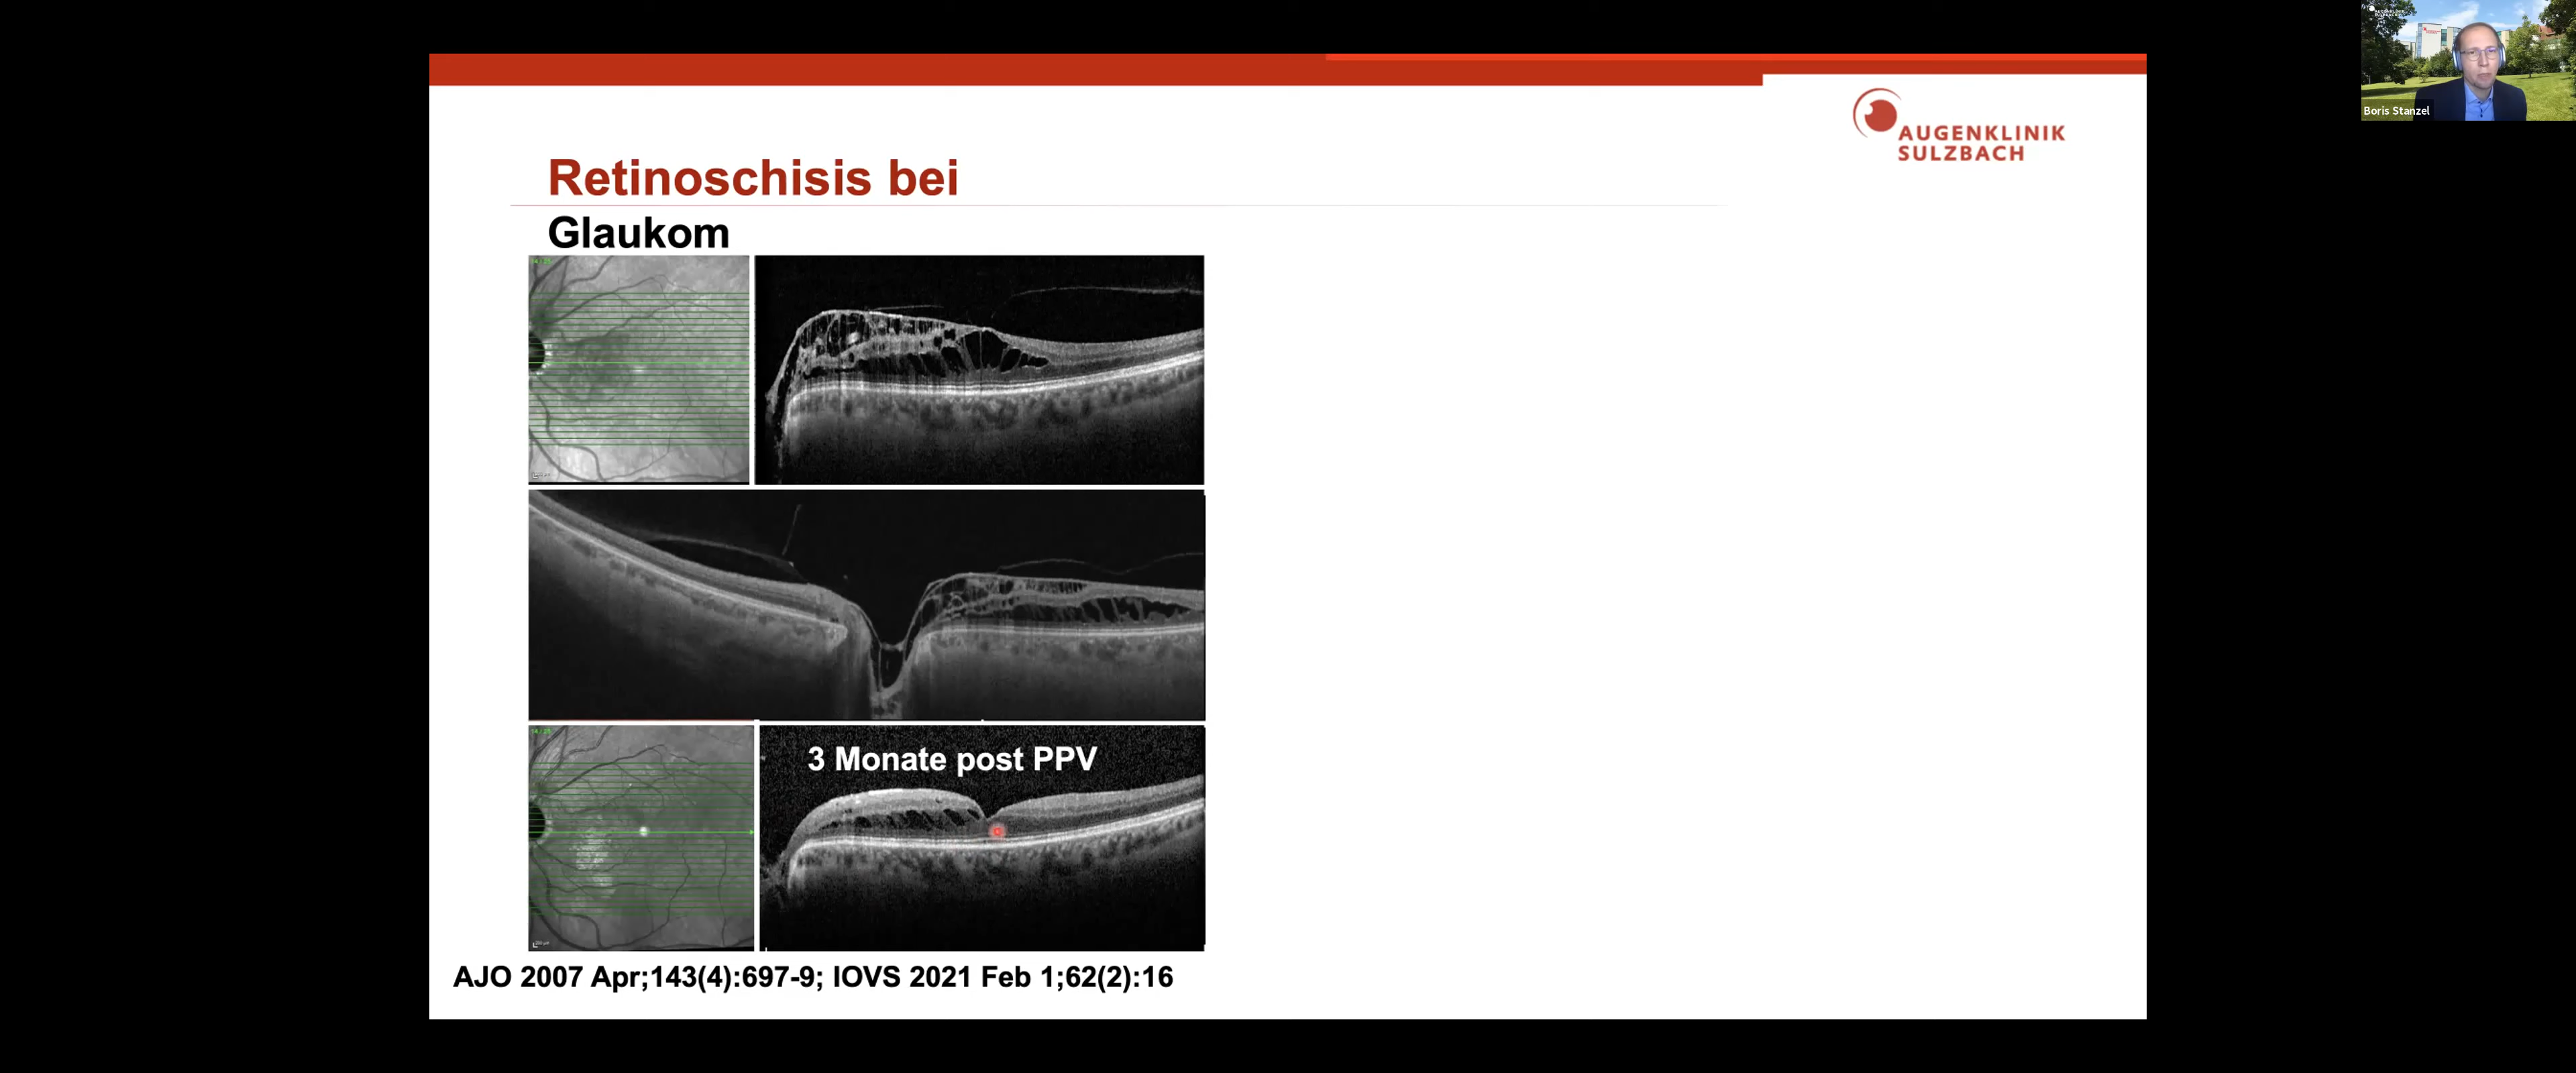 Boris Stanzel
AUGENKLINIK
SULZBACH
Retinoschisis bei
Glaukom
3 Monate post PPV
AJO 2007 Apr;143(4):697-9; IOVS 2021 Feb 1;62(2):16